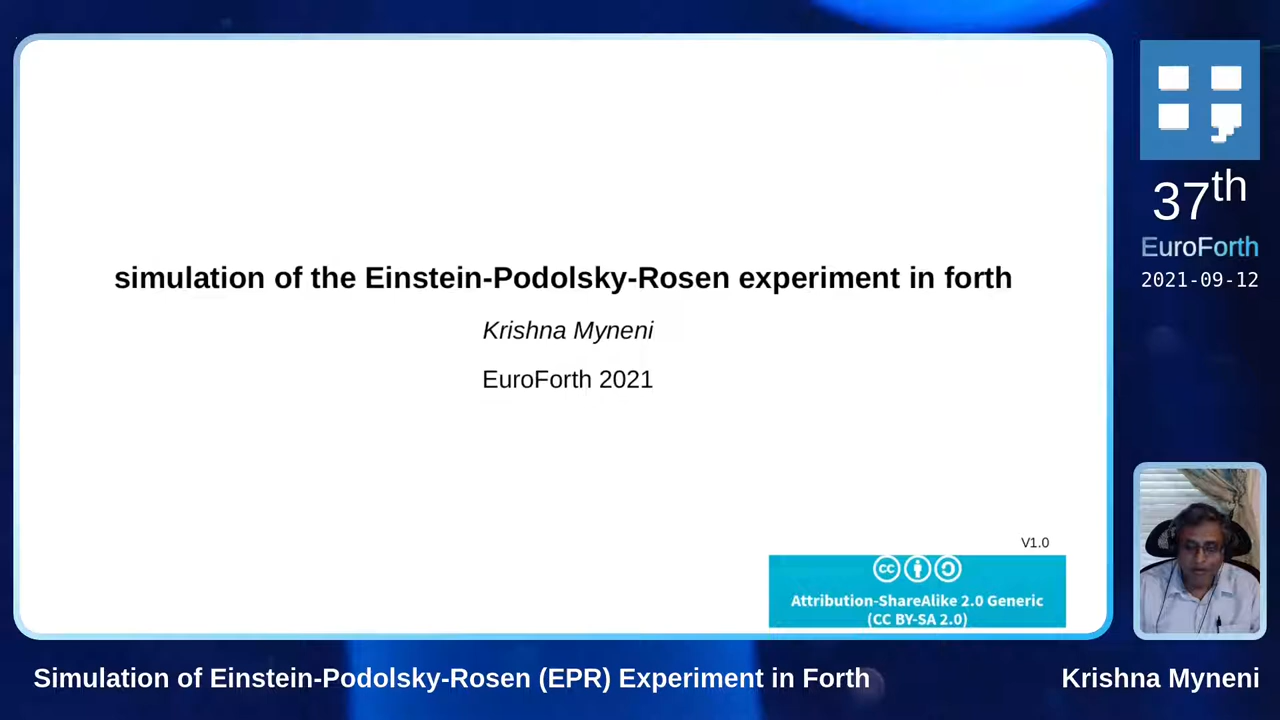 simulation of the Einstein-Podolsky-Rosen experiment in forth
Krishna Myneni
EuroForth 2021
V1.0
Attribution-ShareAlike 2.0 Generic
(CC BY-SA 2.0)
37th
EuroForth
2021-09-12
Simulation of Einstein-Podolsky-Rosen (EPR) Experiment in Forth
Krishna Myneni